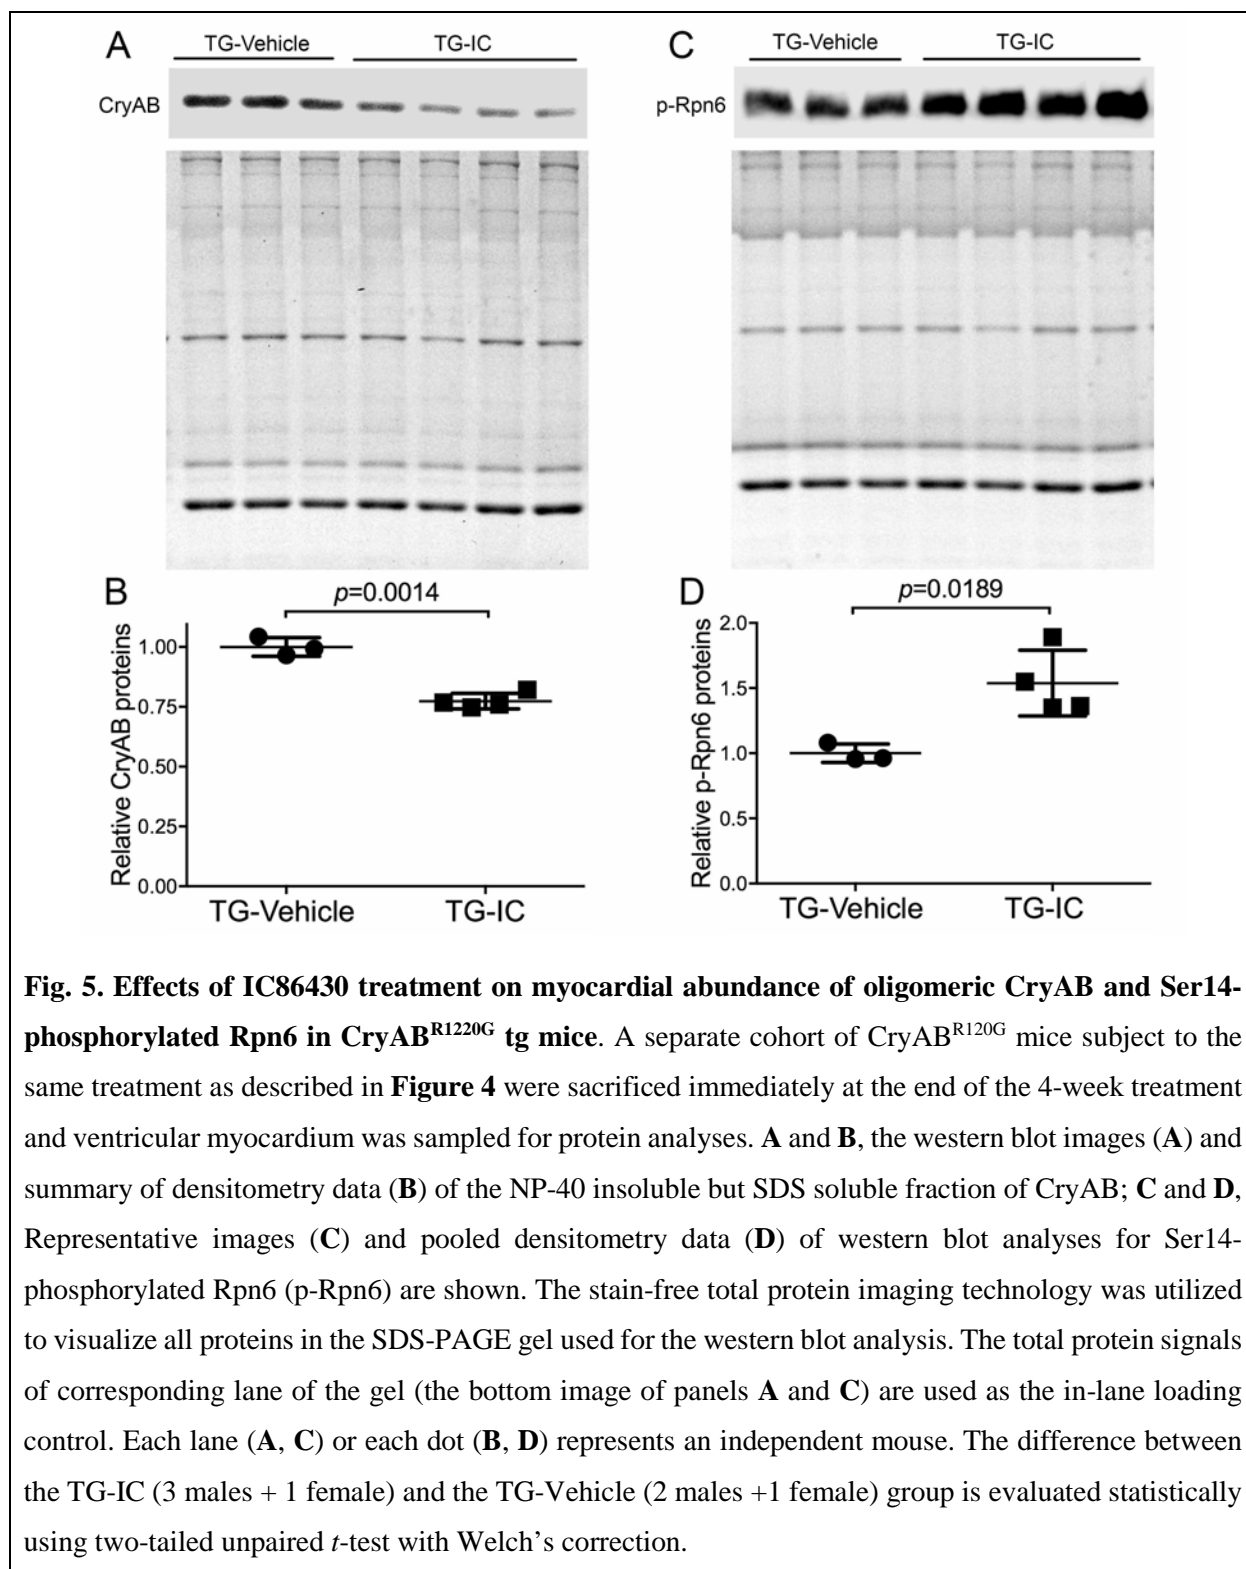 A
TG-Vehicle
TG-IC
CryAB
C
TG-Vehicle
TG-IC
p-Rpn6
B
p=0.0014
Relative CryAB proteins
1.00
0.75
0.50
0.25
0.00
TG-Vehicle
TG-IC
D
p=0.0189
Relative p-Rpn6 proteins
2.0
1.5
1.0
0.5
0.0
TG-Vehicle
TG-IC
Fig. 5. Effects of IC86430 treatment on myocardial abundance of oligomeric CryAB and Ser14-
phosphorylated Rpn6 in CryAB^R1220G tg mice. A separate cohort of CryAB^R120G mice subject to the
same treatment as described in Figure 4 were sacrificed immediately at the end of the 4-week treatment
and ventricular myocardium was sampled for protein analyses. A and B, the western blot images (A) and
summary of densitometry data (B) of the NP-40 insoluble but SDS soluble fraction of CryAB; C and D,
Representative images (C) and pooled densitometry data (D) of western blot analyses for Ser14-
phosphorylated Rpn6 (p-Rpn6) are shown. The stain-free total protein imaging technology was utilized
to visualize all proteins in the SDS-PAGE gel used for the western blot analysis. The total protein signals
of corresponding lane of the gel (the bottom image of panels A and C) are used as the in-lane loading
control. Each lane (A, C) or each dot (B, D) represents an independent mouse. The difference between
the TG-IC (3 males + 1 female) and the TG-Vehicle (2 males +1 female) group is evaluated statistically
using two-tailed unpaired t-test with Welch’s correction.